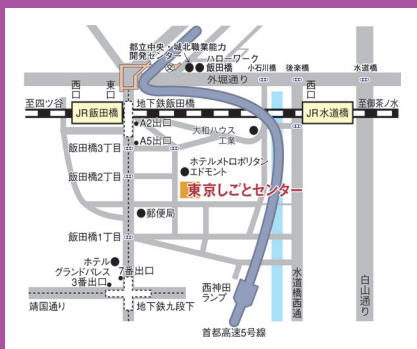 都立中央・城北職業能力
開発センター
ハローワーク
飯田橋
小石川橋
後楽橋
水道橋
外堀通り
西口
東口
西口
至四ツ谷
JR飯田橋
地下鉄飯田橋
JR水道橋
至御茶ノ水
A2出口
大和ハウス
工業
A5出口
飯田橋3丁目
ホテルメトロポリタン
エドモント
飯田橋2丁目
東京しごとセンター
郵便局
飯田橋1丁目
ホテル
グランドパレス
7番出口
3番出口
西神田
ランプ
水道橋西通
白山通り
靖国通り
地下鉄九段下
首都高速5号線